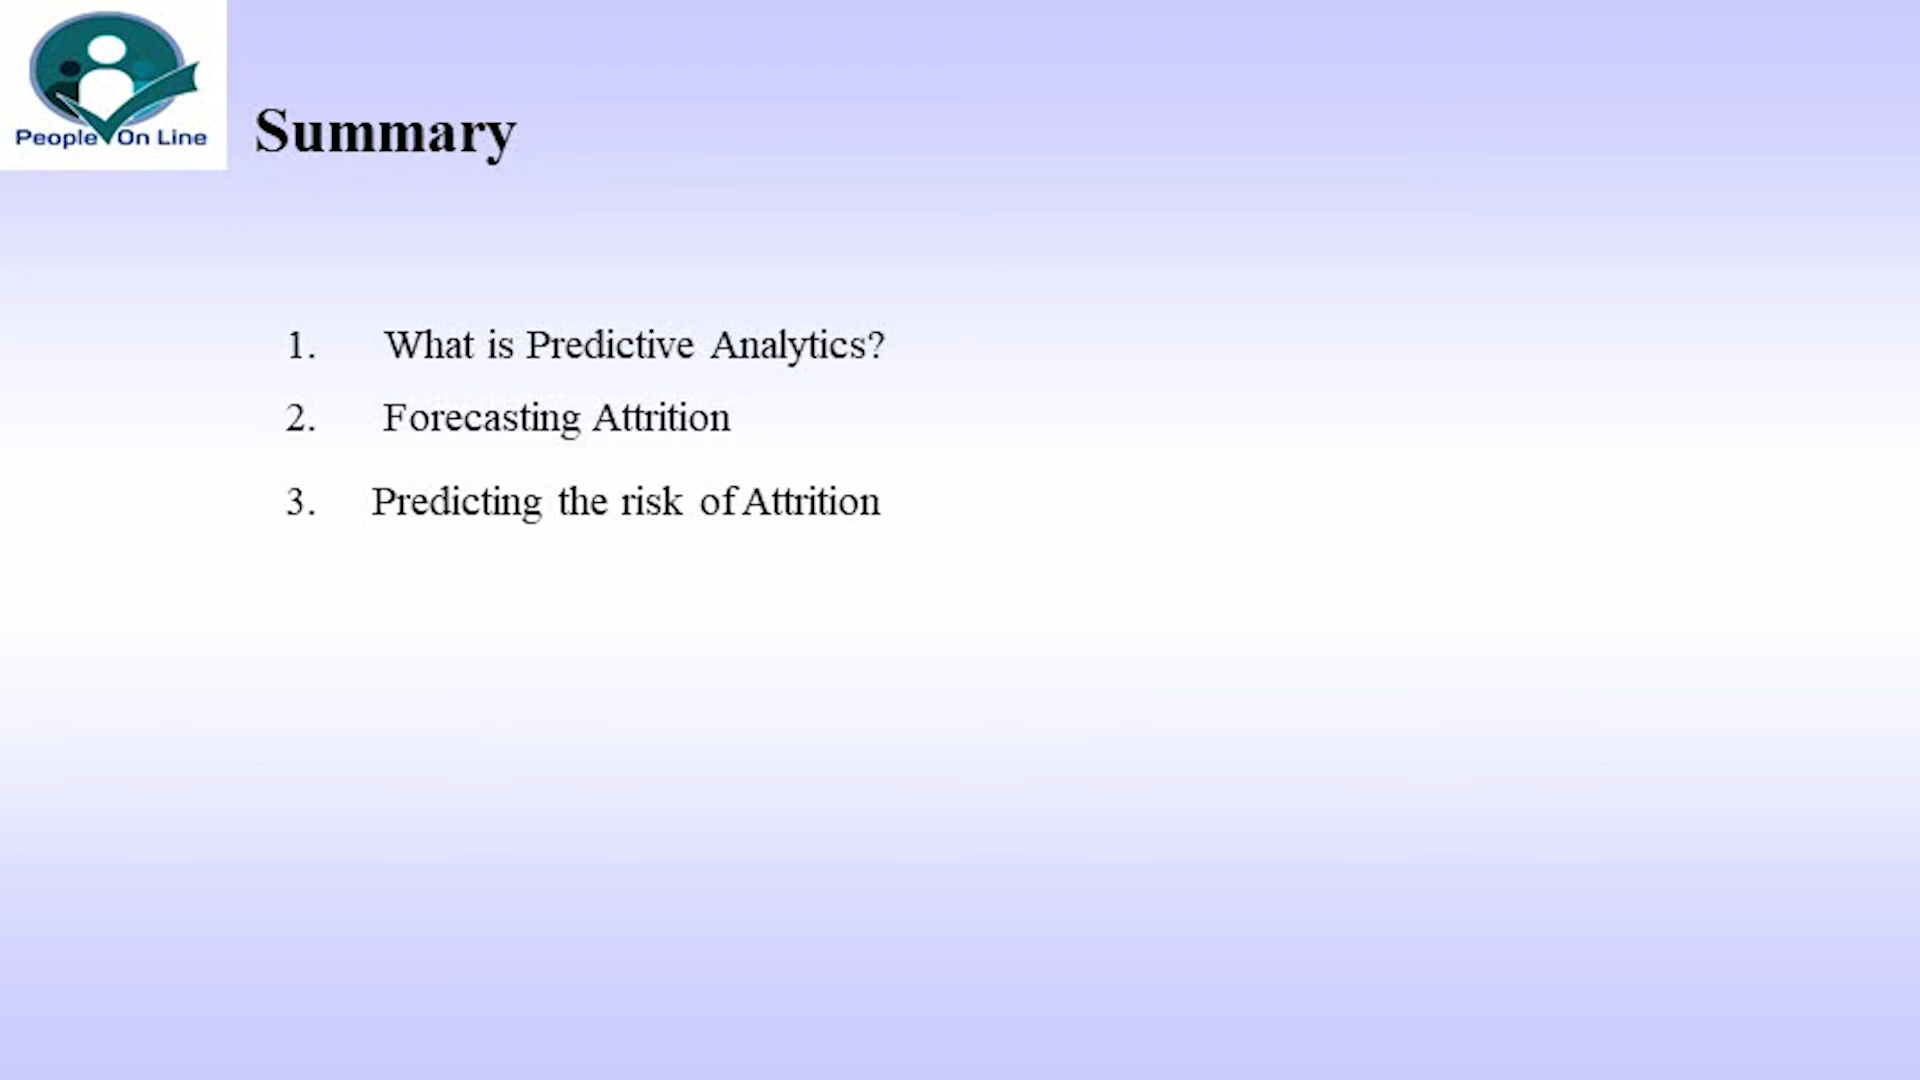 People On Line
Summary
1. What is Predictive Analytics?
2. Forecasting Attrition
3. Predicting the risk of Attrition